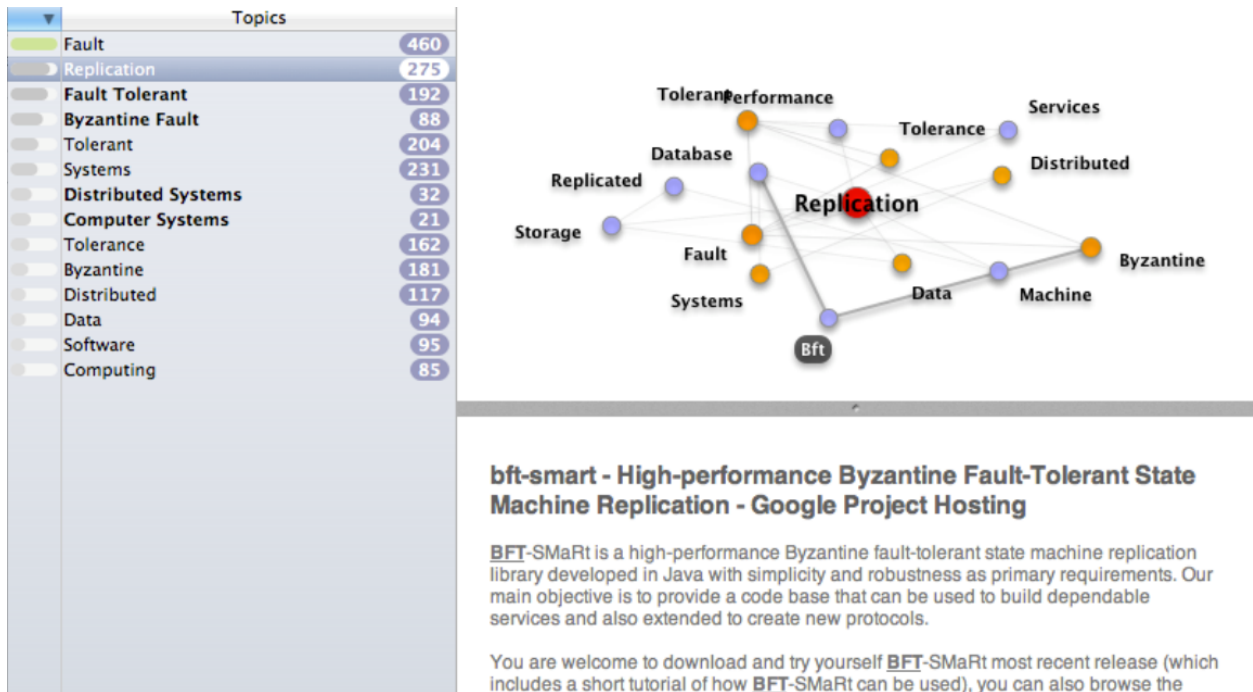 Topics
Fault 460
Replication 275
Fault Tolerant 192
Byzantine Fault 88
Tolerant 204
Systems 231
Distributed Systems 32
Computer Systems 21
Tolerance 162
Byzantine 181
Distributed 117
Data 94
Software 95
Computing 85
Tolerant
Performance
Services
Tolerance
Database
Distributed
Replicated
Replication
Storage
Fault
Byzantine
Systems
Data
Machine
Bft
bft-smart - High-performance Byzantine Fault-Tolerant State
Machine Replication - Google Project Hosting
BFT-SMaRt is a high-performance Byzantine fault-tolerant state machine replication
library developed in Java with simplicity and robustness as primary requirements. Our
main objective is to provide a code base that can be used to build dependable
services and also extended to create new protocols.
You are welcome to download and try yourself BFT-SMaRt most recent release (which
includes a short tutorial of how BFT-SMaRt can be used), you can also browse the